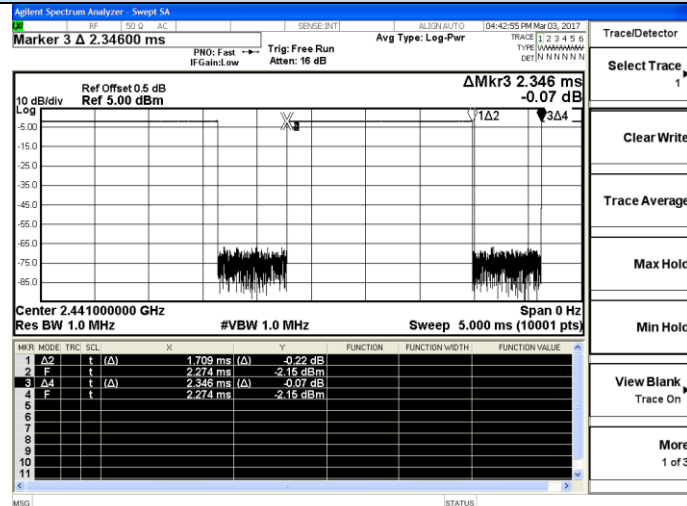 Agilent Spectrum Analyzer - Swept SA
LXI RF 50 Ω AC SENSE:INT ALIGN AUTO 04:42:55 PM Mar 03, 2017
Marker 3 Δ 2.34600 ms
PNO: Fast Trig: Free Run
IFGain:Low Atten: 16 dB
Avg Type: Log-Pwr
TRACE 1 2 3 4 5 6
TYPE WWWWWW
DET N N N N N N
Ref Offset 0.5 dB
10 dB/div Ref 5.00 dBm
ΔMkr3 2.346 ms
-0.07 dB
Log
1Δ2 3Δ4
-5.00
-15.0
-25.0
-35.0
-45.0
-55.0
-65.0
-75.0
-85.0
Center 2.441000000 GHz Span 0 Hz
Res BW 1.0 MHz #VBW 1.0 MHz Sweep 5.000 ms (10001 pts)
MKR MODE TRC SCL X Y FUNCTION FUNCTION WIDTH FUNCTION VALUE
1 Δ2 t (Δ) 1.709 ms (Δ) -0.22 dB
2 F t 2.274 ms -2.15 dBm
3 Δ4 t (Δ) 2.346 ms (Δ) -0.07 dB
4 F t 2.274 ms -2.15 dBm
5
6
7
8
9
10
11
MSG STATUS
Trace/Detector
Select Trace
1
Clear Write
Trace Average
Max Hold
Min Hold
View Blank
Trace On
More
1 of 3